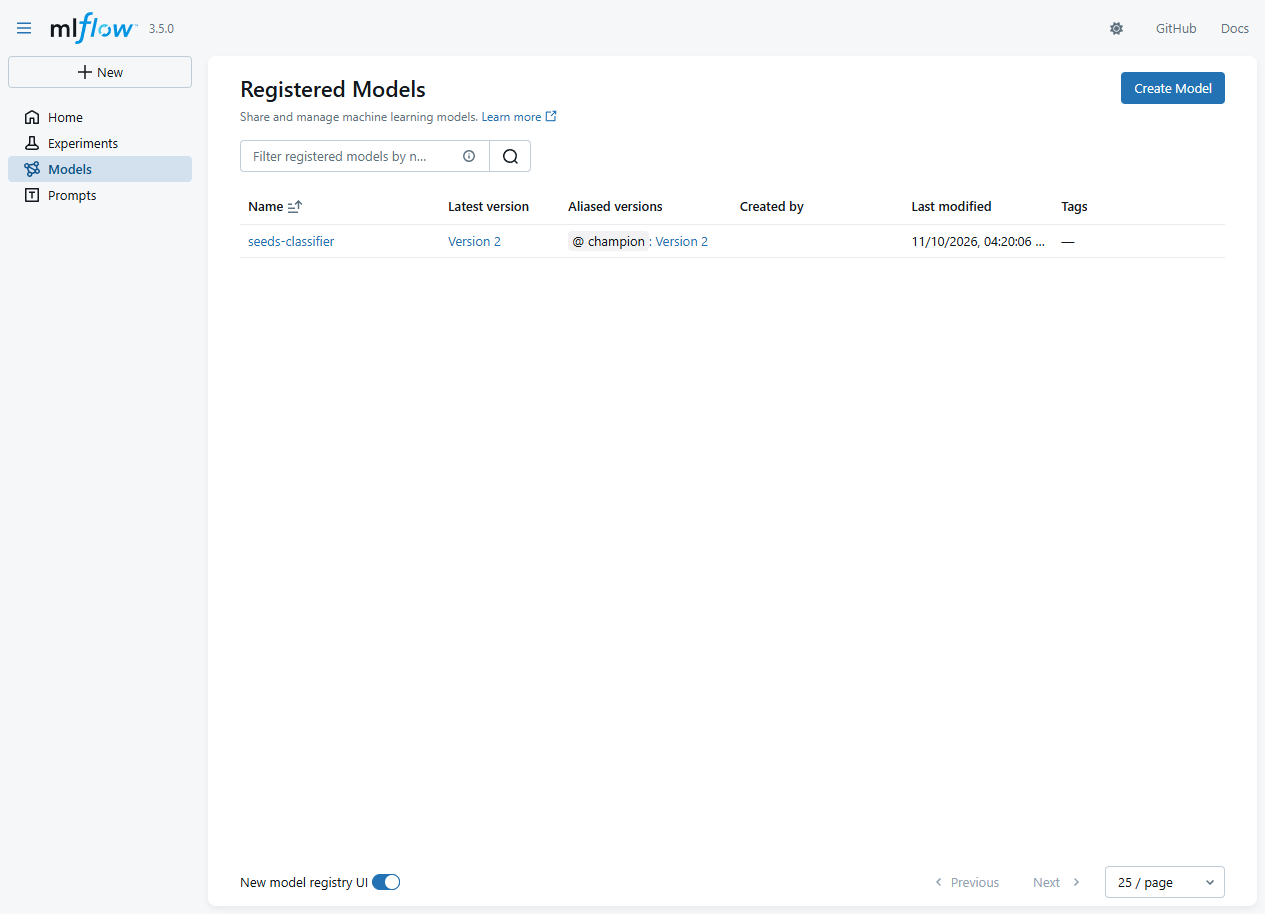 mlflow™ 3.5.0 GitHub Docs
New
Home
Experiments
Models
Prompts
Registered Models
Create Model
Share and manage machine learning models. Learn more
Filter registered models by n...
Name Latest version Aliased versions Created by Last modified Tags
seeds-classifier Version 2 @ champion : Version 2 11/10/2026, 04:20:06 ... —
New model registry UI
Previous Next 25 / page